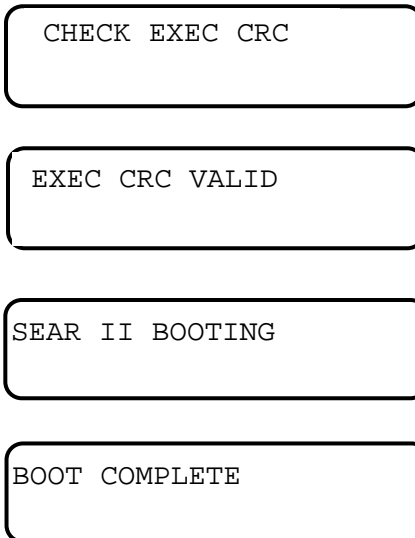 CHECK EXEC CRC
EXEC CRC VALID
SEAR II BOOTING
BOOT COMPLETE